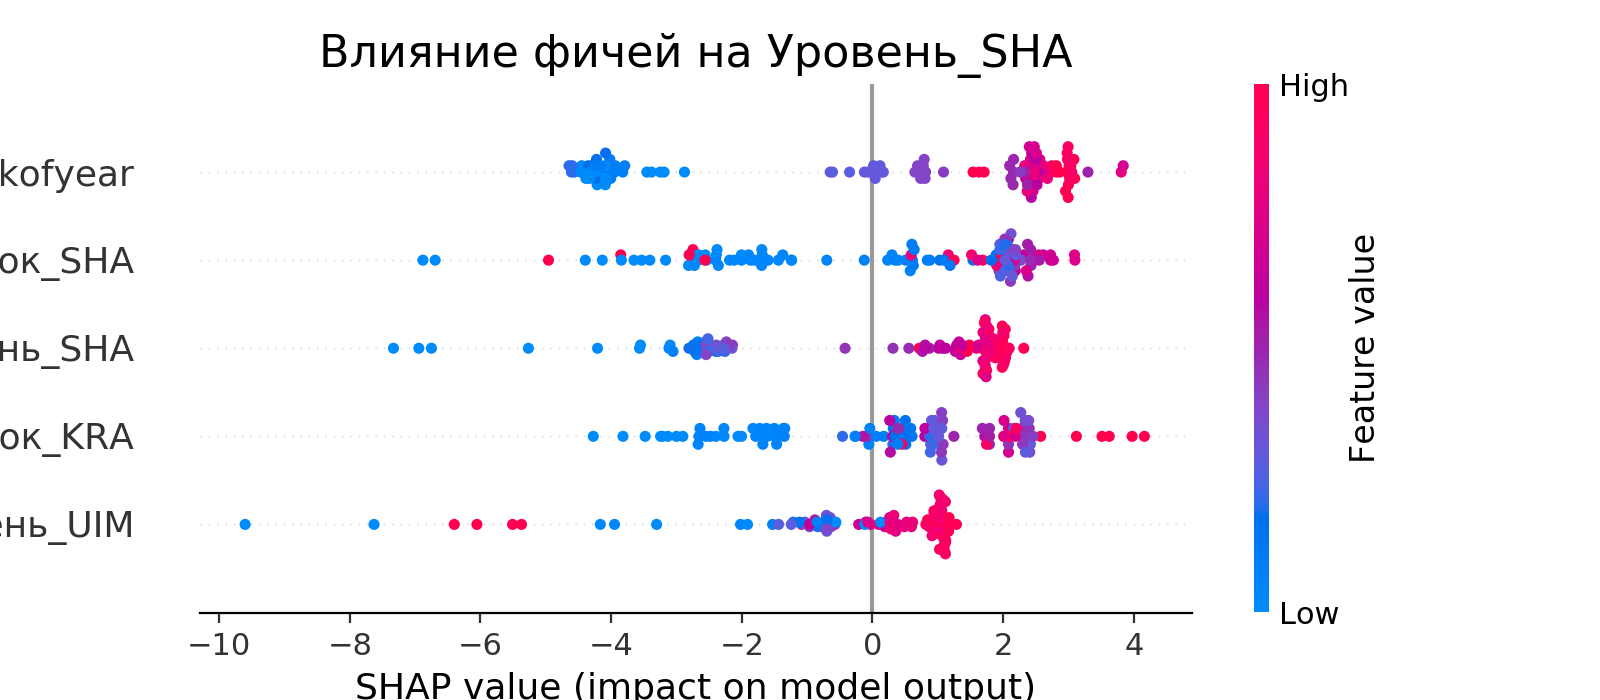 Влияние фичей на Уровень_SHA
High
kofyear
ок_SHA
нь_SHA
ок_KRA
ень_UIM
Feature value
Low
−10 −8 −6 −4 −2 0 2 4
SHAP value (impact on model output)